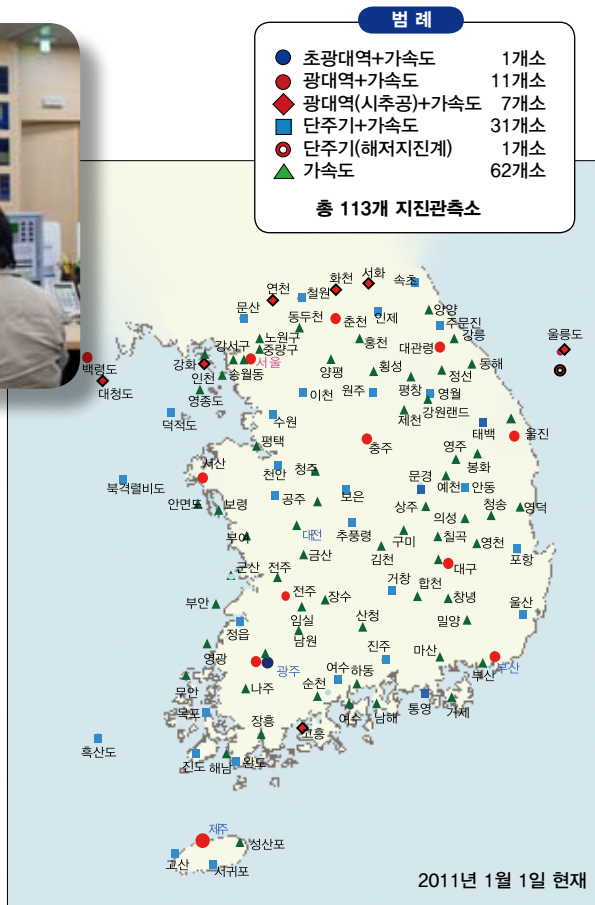 범 례
초광대역+가속도 1개소
광대역+가속도 11개소
광대역(시추공)+가속도 7개소
단주기+가속도 31개소
단주기(해저지진계) 1개소
가속도 62개소
총 113개 지진관측소
연천
화천
서화
철원
속초
문산
동두천
춘천
인제
양양
주문진
강릉
울릉도
강서구
노원구
중랑구
서울
홍천
대관령
백령도
대청도
강화
인천
송월동
양평
횡성
평창
정선
동해
영종도
이천
원주
영월
강원랜드
제천
덕적도
수원
태백
울진
평택
충주
영주
봉화
서산
천안
청주
문경
예천
안동
북격렬비도
안면도
보령
공주
보은
상주
의성
청송
영덕
부여
대전
추풍령
구미
칠곡
영천
금산
김천
포항
군산
전주
대구
부안
전주
장수
거창
합천
창녕
울산
임실
산청
밀양
정읍
남원
영광
광주
진주
마산
부산
부산
무안
나주
순천
여수
하동
목포
여수
남해
통영
거제
흑산도
장흥
고흥
진도
해남
완도
제주
성산포
고산
서귀포
2011년 1월 1일 현재